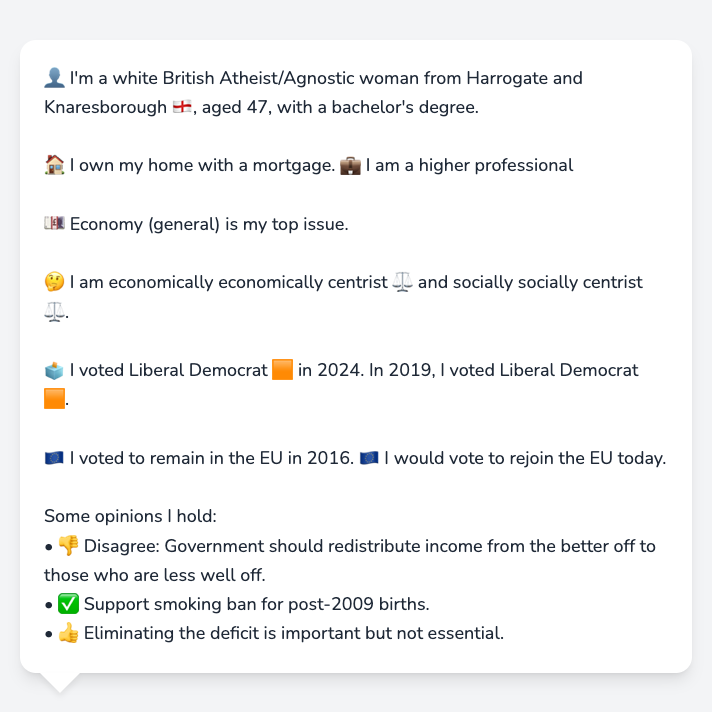 👤 I'm a white British Atheist/Agnostic woman from Harrogate and
Knaresborough 🏴󠁧󠁢󠁥󠁮󠁧󠁿, aged 47, with a bachelor's degree.
🏠 I own my home with a mortgage. 💼 I am a higher professional
💷 Economy (general) is my top issue.
🤔 I am economically economically centrist ⚖️ and socially socially centrist
⚖️.
🗳️ I voted Liberal Democrat 🟧 in 2024. In 2019, I voted Liberal Democrat
🟧.
🇪🇺 I voted to remain in the EU in 2016. 🇪🇺 I would vote to rejoin the EU today.
Some opinions I hold:
• 👎 Disagree: Government should redistribute income from the better off to
those who are less well off.
• ✅ Support smoking ban for post-2009 births.
• 👍 Eliminating the deficit is important but not essential.